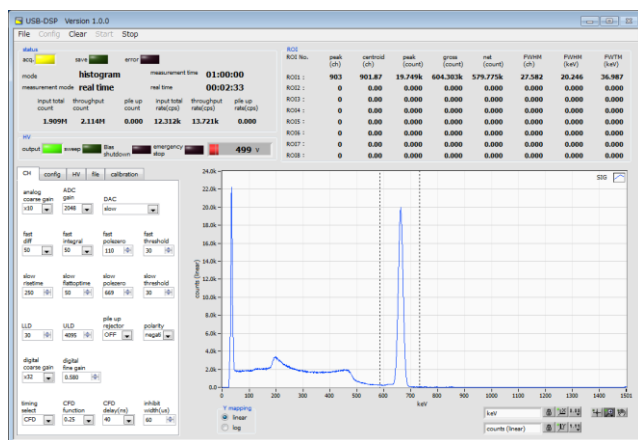 USB-DSP Version 1.0.0
File Config Clear Start Stop
status
acq. save error
mode histogram measurement time 01:00:00
measurement mode real time real time 00:02:33
input total count throughput count pile up count input total rate(cps) throughput rate(cps) pile up rate(cps)
1.909M 2.114M 0.000 12.312k 13.721k 0.000
HV
output sweep Bias shutdown emergency stop 499 v
ROI
ROI No. peak (ch) centroid (ch) peak (count) gross (count) net (count) FWHM (ch) FWHM (keV) FWTM (keV)
ROI1 : 903 901.87 19.749k 604.303k 579.775k 27.582 20.246 36.987
ROI2 : 0 0.00 0.000 0.000 0.000 0.000 0.000 0.000
ROI3 : 0 0.00 0.000 0.000 0.000 0.000 0.000 0.000
ROI4 : 0 0.00 0.000 0.000 0.000 0.000 0.000 0.000
ROI5 : 0 0.00 0.000 0.000 0.000 0.000 0.000 0.000
ROI6 : 0 0.00 0.000 0.000 0.000 0.000 0.000 0.000
ROI7 : 0 0.00 0.000 0.000 0.000 0.000 0.000 0.000
ROI8 : 0 0.00 0.000 0.000 0.000 0.000 0.000 0.000
CH config HV file calibration
analog coarse gain ADC gain DAC
x10 2048 slow
fast diff fast integral fast polezero fast threshold
50 50 110 30
slow risetime slow flattoptime slow polezero slow threshold
250 50 669 30
LLD ULD pile up rejector polarity
30 4095 OFF negati
digital coarse gain digital fine gain
x32 0.580
timing select CFD function CFD delay(ns) inhibit width(us)
CFD 0.25 40 60
SIG
24.0k
22.0k
20.0k
18.0k
16.0k
14.0k
12.0k
10.0k
8.0k
6.0k
4.0k
2.0k
0.0
counts (linear)
0 100 200 300 400 500 600 700 800 900 1000 1100 1200 1300 1400 1501
keV
Y mapping
linear
log
keV
counts (linear)